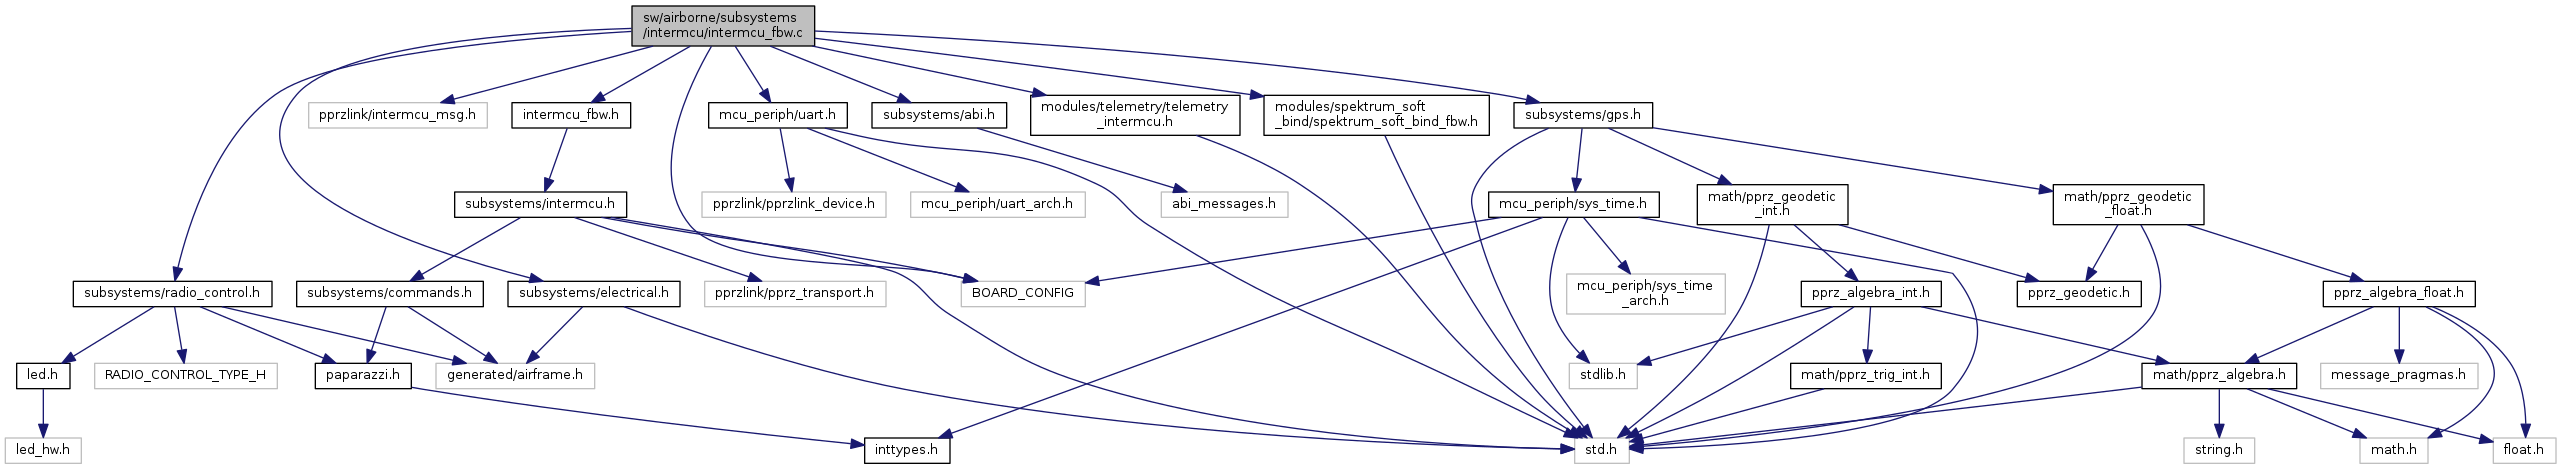 sw/airborne/subsystems
/intermcu/intermcu_fbw.c
pprzlink/intermcu_msg.h
intermcu_fbw.h
mcu_periph/uart.h
subsystems/abi.h
modules/telemetry/telemetry
_intermcu.h
modules/spektrum_soft
_bind/spektrum_soft_bind_fbw.h
subsystems/gps.h
subsystems/intermcu.h
pprzlink/pprzlink_device.h
mcu_periph/uart_arch.h
abi_messages.h
mcu_periph/sys_time.h
math/pprz_geodetic
_int.h
math/pprz_geodetic
_float.h
subsystems/radio_control.h
subsystems/commands.h
subsystems/electrical.h
pprzlink/pprz_transport.h
BOARD_CONFIG
mcu_periph/sys_time
_arch.h
pprz_algebra_int.h
pprz_geodetic.h
pprz_algebra_float.h
led.h
RADIO_CONTROL_TYPE_H
paparazzi.h
generated/airframe.h
stdlib.h
math/pprz_trig_int.h
math/pprz_algebra.h
message_pragmas.h
led_hw.h
inttypes.h
std.h
string.h
math.h
float.h